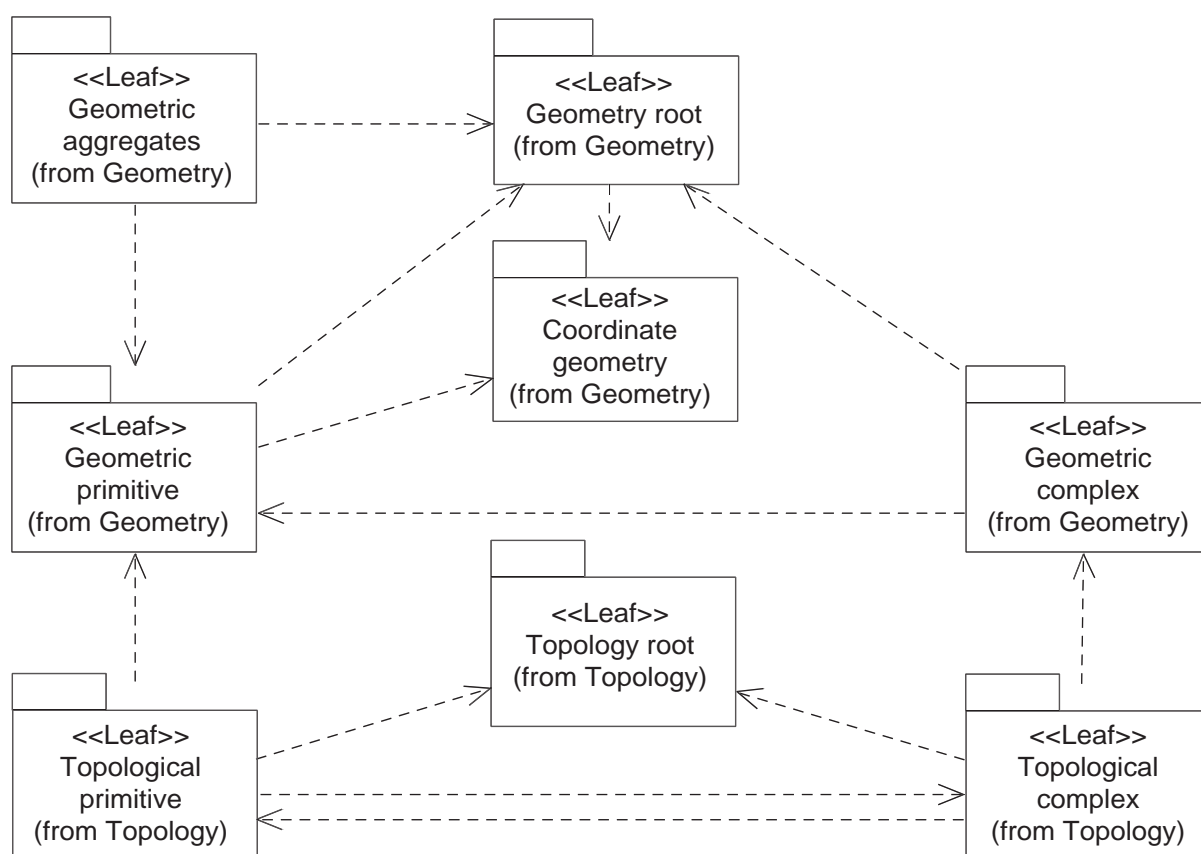 <<Leaf>>
Geometric
aggregates
(from Geometry)
<<Leaf>>
Geometry root
(from Geometry)
<<Leaf>>
Coordinate
geometry
(from Geometry)
<<Leaf>>
Geometric
primitive
(from Geometry)
<<Leaf>>
Geometric
complex
(from Geometry)
<<Leaf>>
Topology root
(from Topology)
<<Leaf>>
Topological
primitive
(from Topology)
<<Leaf>>
Topological
complex
(from Topology)